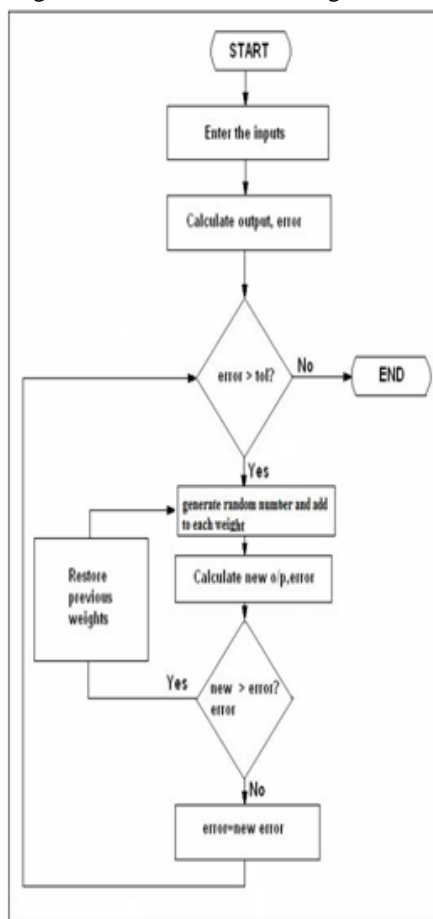 START
Enter the inputs
Calculate output, error
error > tol?
No
END
Yes
generate random number and add
to each weight
Restore
previous
weights
Calculate new o/p,error
Yes
new > error?
error
No
error=new error